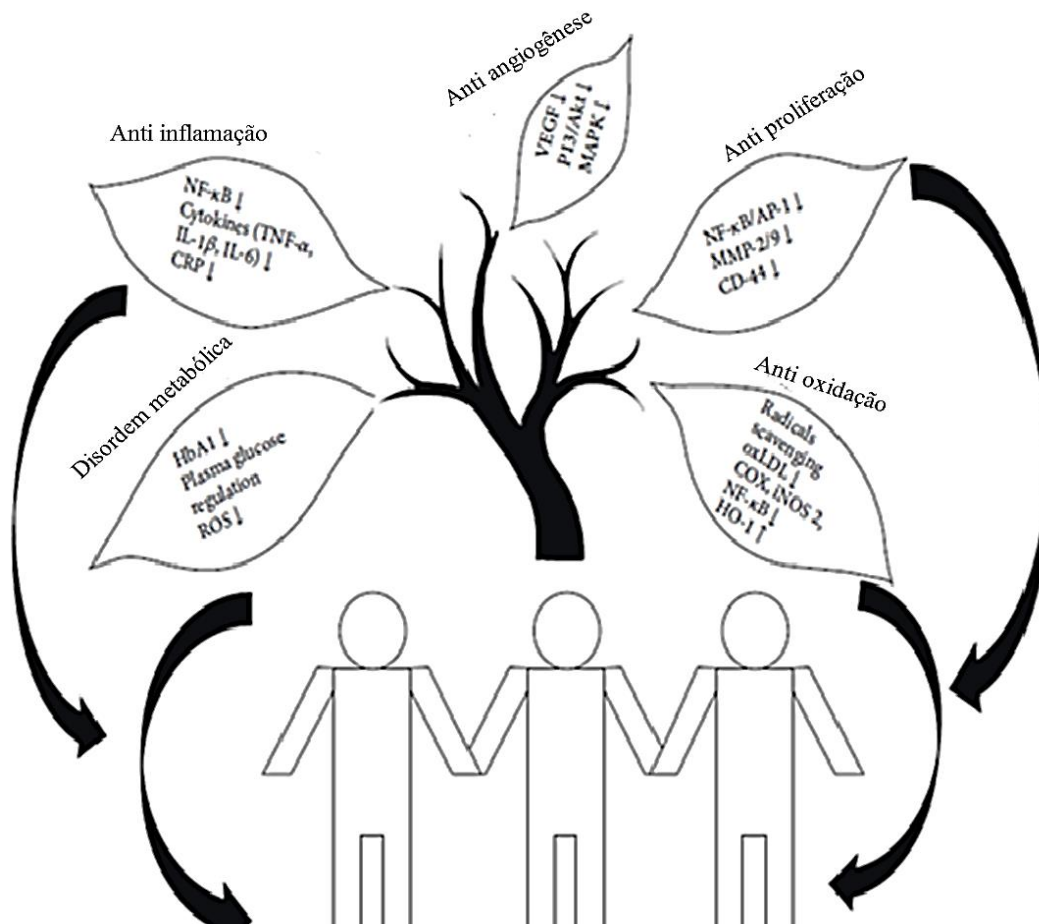 Anti angiogênese
VEGF ↓
P13/Akt ↓
MAPK ↓
Anti inflamação
NF-κB ↓
Cytokines (TNF-α,
IL-1β, IL-6) ↓
CRP ↓
Anti proliferação
NF-κB/AP-1 ↓
MMP-2/9 ↓
CD-44 ↓
Disordem metabólica
HbA1 ↓
Plasma glucose
regulation
ROS ↓
Anti oxidação
Radicals
scavenging
oxLDL ↓
COX, iNOS 2,
NF-κB ↓
HO-1 ↑